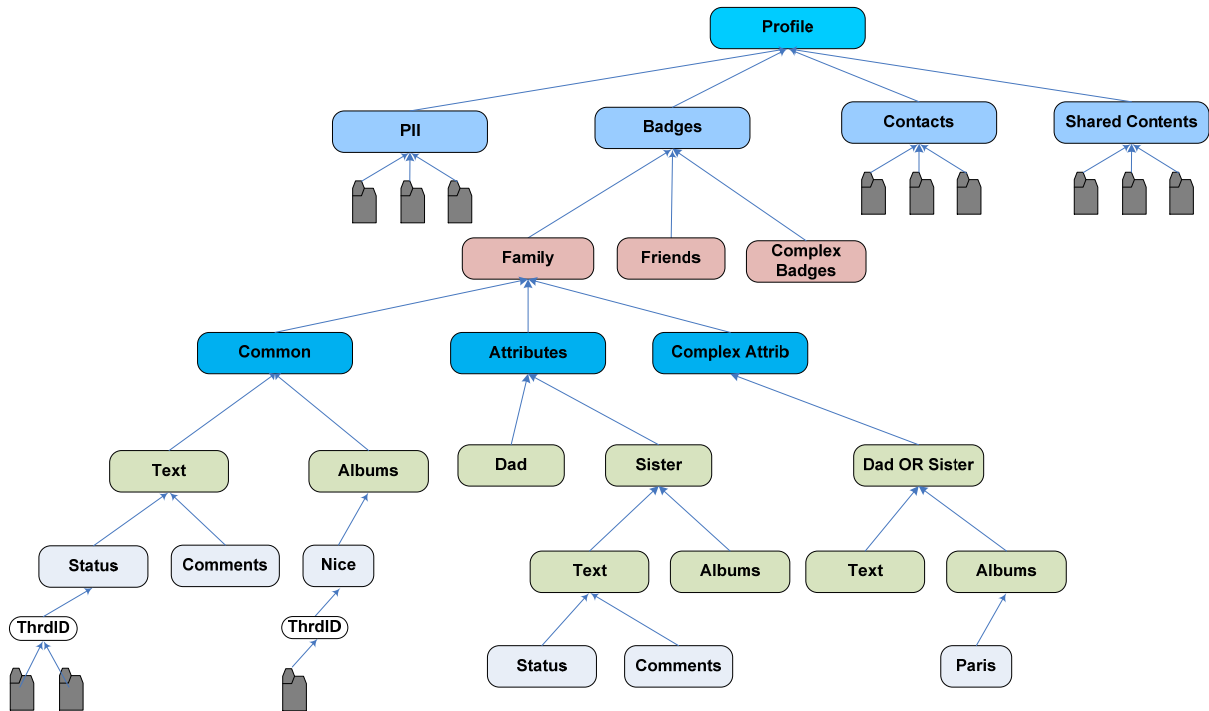 Profile
PII
Badges
Contacts
Shared Contents
Family
Friends
Complex
Badges
Common
Attributes
Complex Attrib
Text
Albums
Dad
Sister
Dad OR Sister
Status
Comments
Nice
Text
Albums
Text
Albums
ThrdID
ThrdID
Status
Comments
Paris